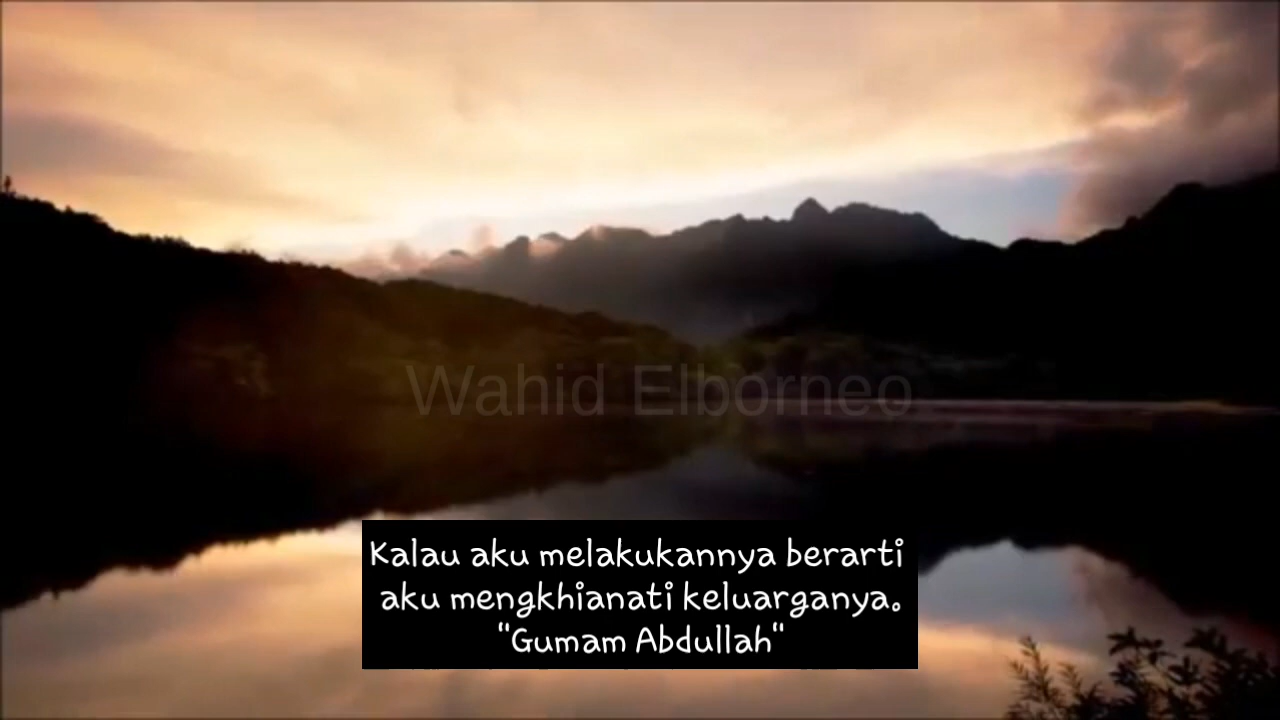 Wahid Elborneo
Kalau aku melakukannya berarti
aku mengkhianati keluarganya.
"Gumam Abdullah"